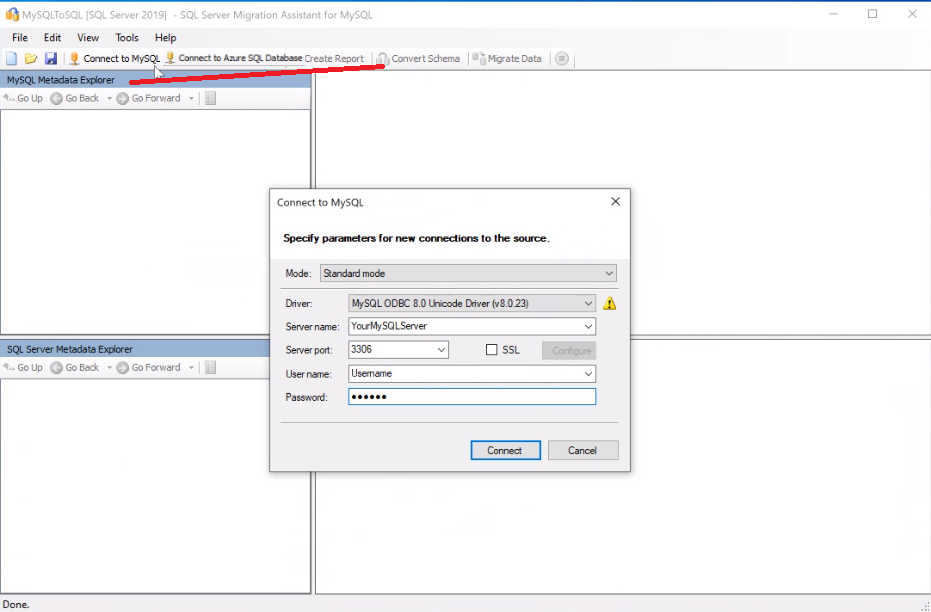 MySQLToSQL [SQL Server 2019] - SQL Server Migration Assistant for MySQL
File Edit View Tools Help
Connect to MySQL Connect to Azure SQL Database Create Report Convert Schema Migrate Data
MySQL Metadata Explorer
Go Up Go Back Go Forward
Connect to MySQL
Specify parameters for new connections to the source.
Mode: Standard mode
Driver: MySQL ODBC 8.0 Unicode Driver (v8.0.23)
Server name: YourMySQLServer
Server port: 3306 SSL Configure
User name: Username
Password: ●●●●●●
Connect Cancel
SQL Server Metadata Explorer
Go Up Go Back Go Forward
Done.